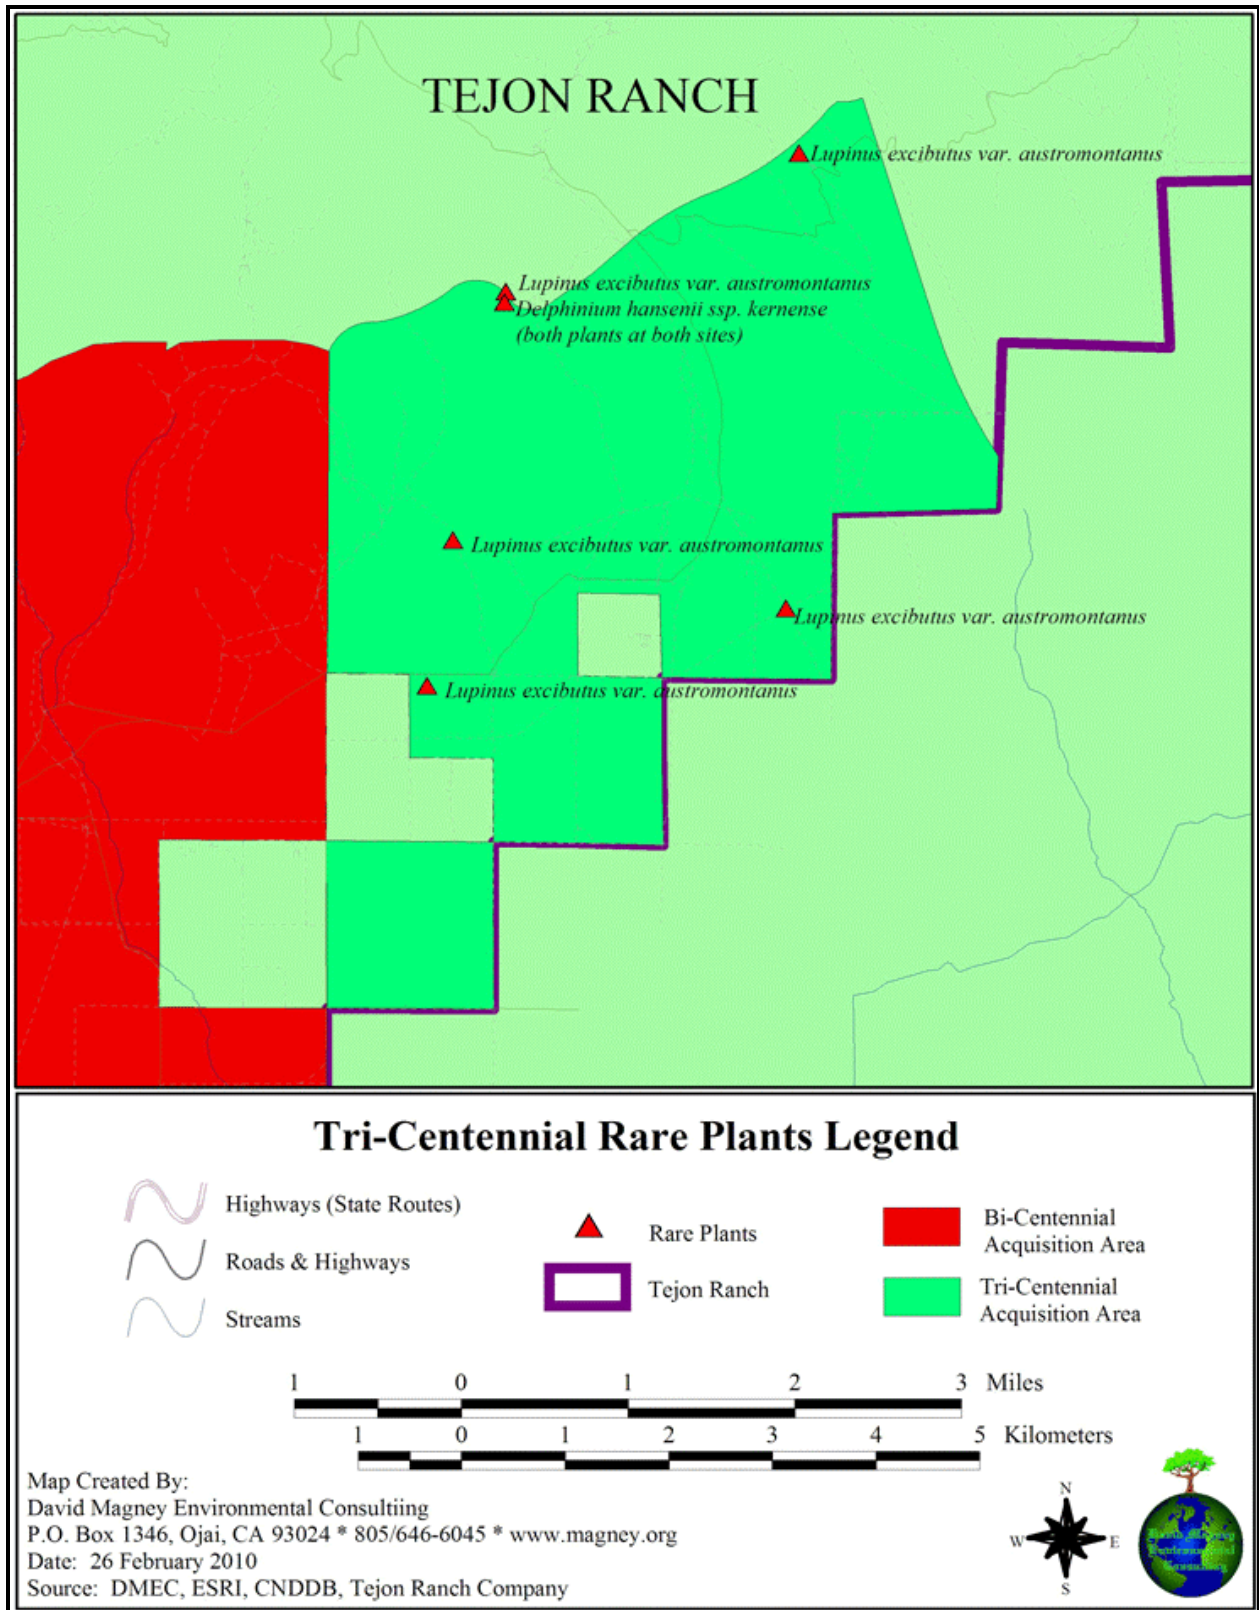 TEJON RANCH
Lupinus excibutus var. austromontanus
Lupinus excibutus var. austromontanus
Delphinium hansenii ssp. kernense
(both plants at both sites)
Lupinus excibutus var. austromontanus
Lupinus excibutus var. austromontanus
Lupinus excibutus var. austromontanus
Tri-Centennial Rare Plants Legend
Highways (State Routes)
Roads & Highways
Streams
Rare Plants
Tejon Ranch
Bi-Centennial
Acquisition Area
Tri-Centennial
Acquisition Area
1 0 1 2 3 Miles
1 0 1 2 3 4 5 Kilometers
Map Created By:
David Magney Environmental Consultiing
P.O. Box 1346, Ojai, CA 93024 * 805/646-6045 * www.magney.org
Date: 26 February 2010
Source: DMEC, ESRI, CNDDB, Tejon Ranch Company
N
W E
S
David Magney
Environmental